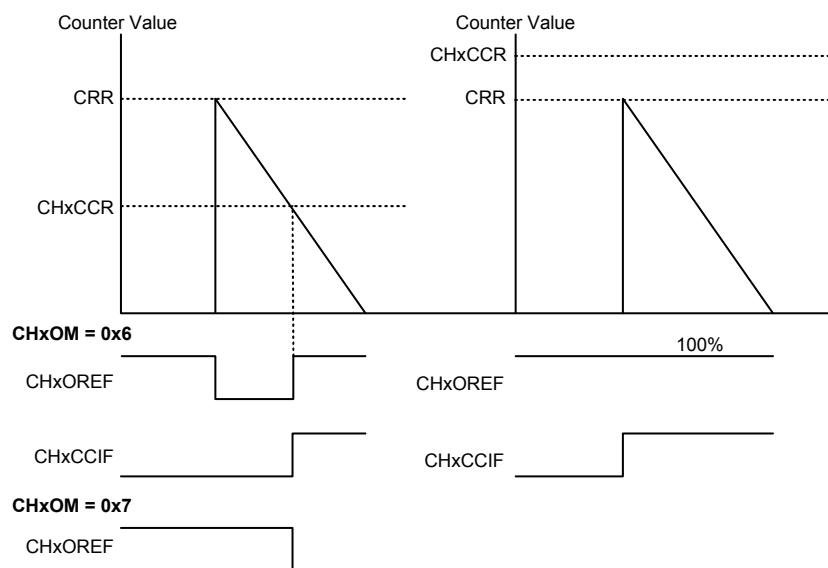 Counter Value
CRR
CHxCCR
CHxOM = 0x6
CHxOREF
CHxCCIF
CHxOM = 0x7
CHxOREF
Counter Value
CHxCCR
CRR
100%
CHxOREF
CHxCCIF